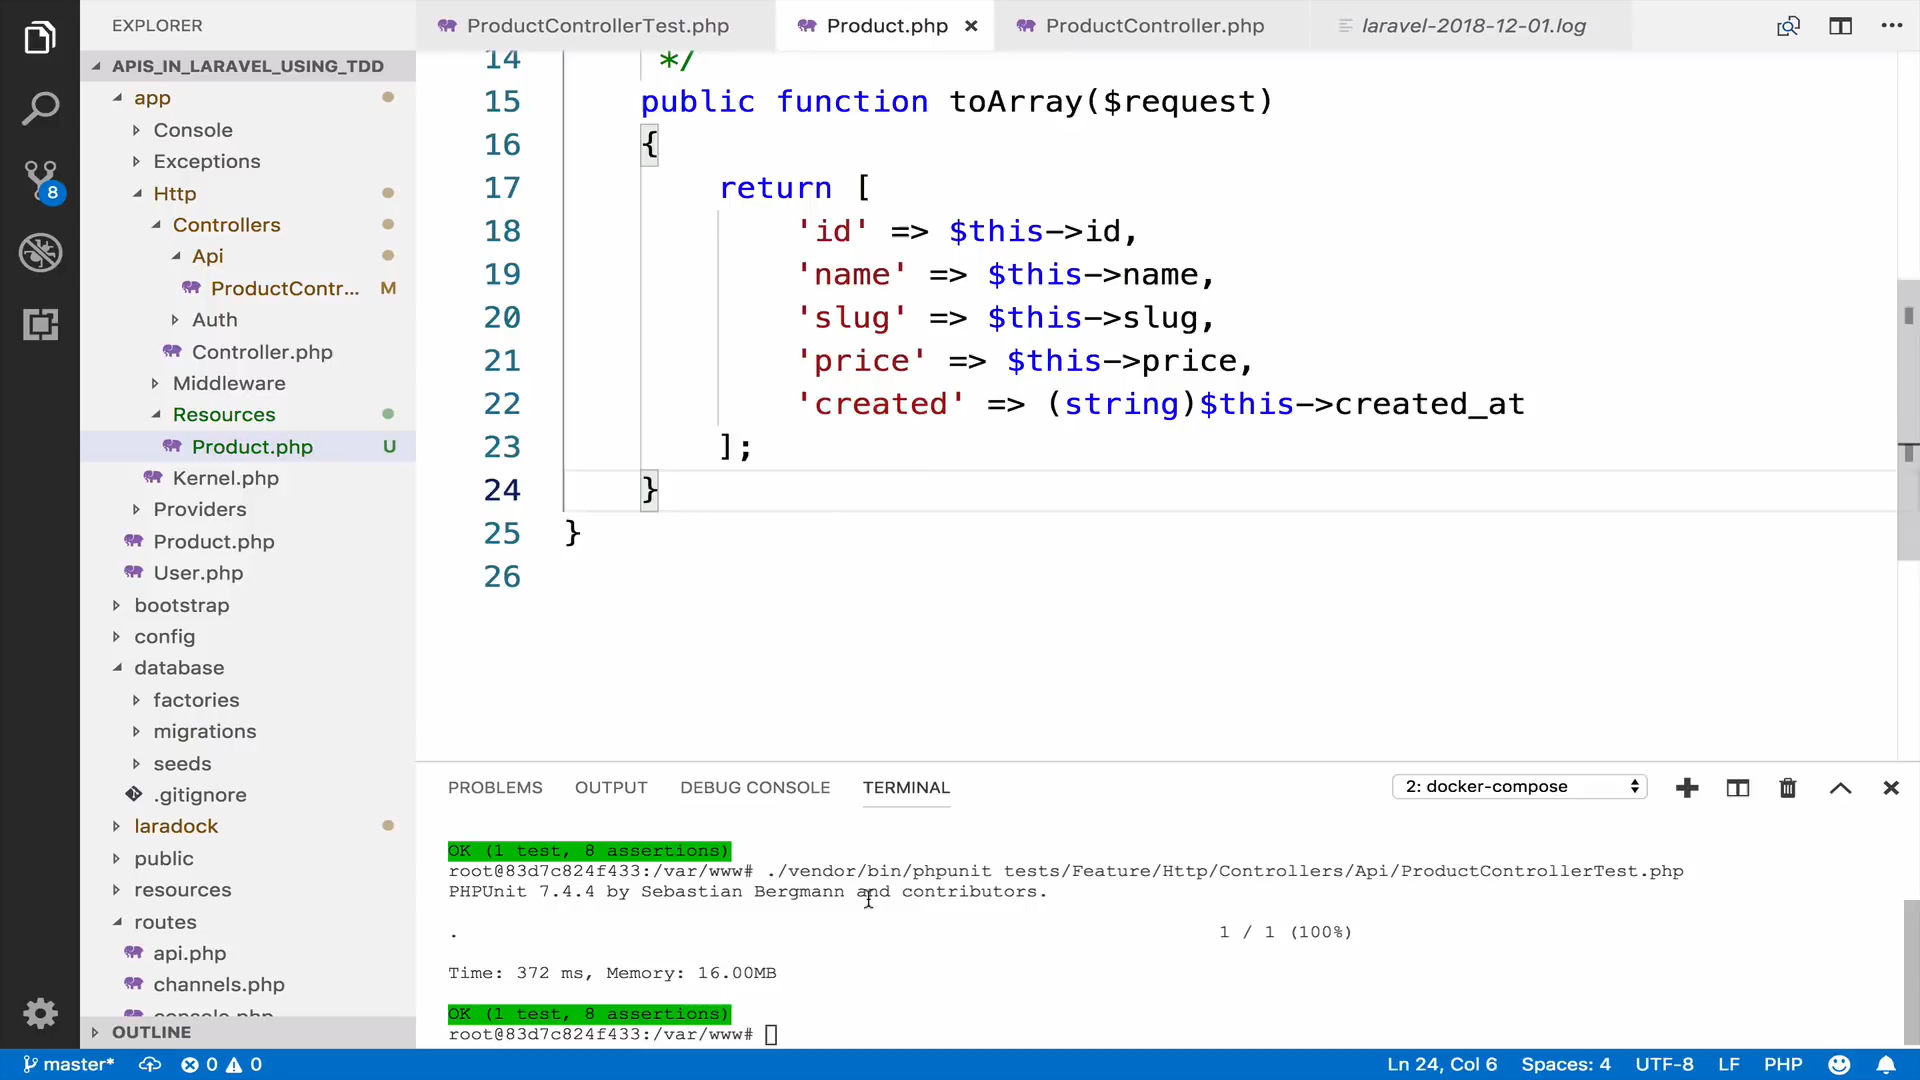 EXPLORER
ProductControllerTest.php
Product.php
ProductController.php
laravel-2018-12-01.log
APIS_IN_LARAVEL_USING_TDD
app
Console
Exceptions
Http
Controllers
Api
ProductContr... M
Auth
Controller.php
Middleware
Resources
Product.php U
Kernel.php
Providers
Product.php
User.php
bootstrap
config
database
factories
migrations
seeds
.gitignore
laradock
public
resources
routes
api.php
channels.php
console.php
OUTLINE
8
14 */
15 public function toArray($request)
16 {
17 return [
18 'id' => $this->id,
19 'name' => $this->name,
20 'slug' => $this->slug,
21 'price' => $this->price,
22 'created' => (string)$this->created_at
23 ];
24 }
25 }
26
PROBLEMS OUTPUT DEBUG CONSOLE TERMINAL 2: docker-compose
OK (1 test, 8 assertions)
root@83d7c824f433:/var/www# ./vendor/bin/phpunit tests/Feature/Http/Controllers/Api/ProductControllerTest.php
PHPUnit 7.4.4 by Sebastian Bergmann and contributors.
. 1 / 1 (100%)
Time: 372 ms, Memory: 16.00MB
OK (1 test, 8 assertions)
root@83d7c824f433:/var/www#
master* 0 0 Ln 24, Col 6 Spaces: 4 UTF-8 LF PHP